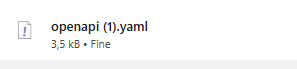 openapi (1).yaml
3,5 kB • Fine